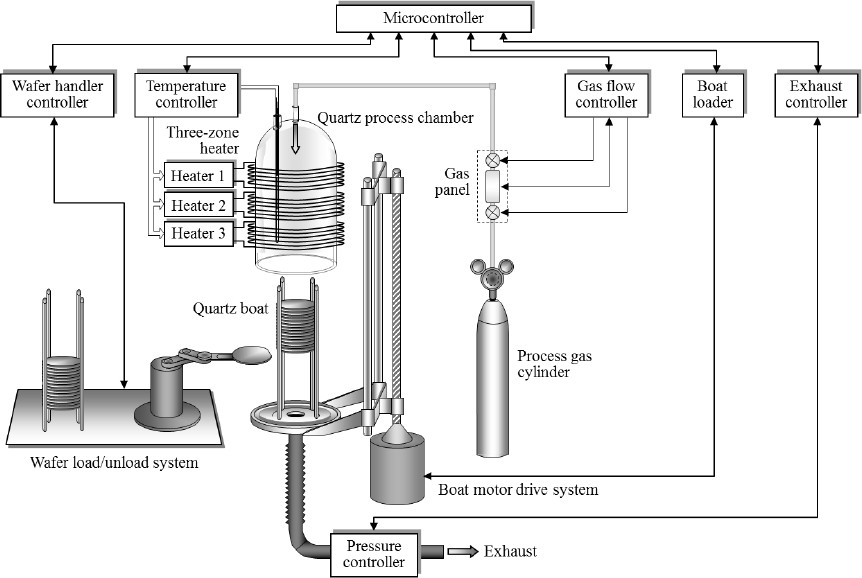 Microcontroller
Wafer handler
controller
Temperature
controller
Gas flow
controller
Boat
loader
Exhaust
controller
Three-zone
heater
Quartz process chamber
Heater 1
Heater 2
Heater 3
Gas
panel
Quartz boat
Process gas
cylinder
Wafer load/unload system
Boat motor drive system
Pressure
controller
Exhaust